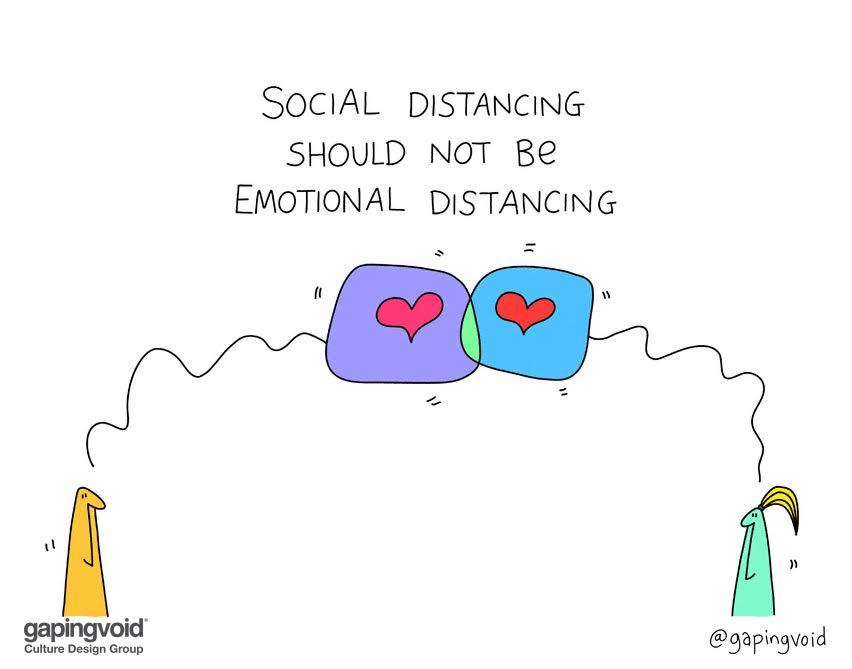 SOCIAL DISTANCING
SHOULD NOT Be
EMOTIONAL DISTANCING
gapingvoid®
Culture Design Group
@gapingvoid